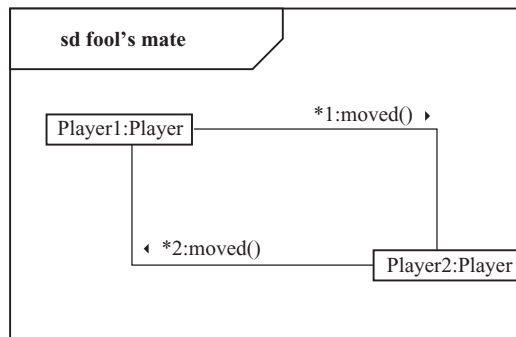 sd fool's mate
*1:moved()
Player1:Player
*2:moved()
Player2:Player